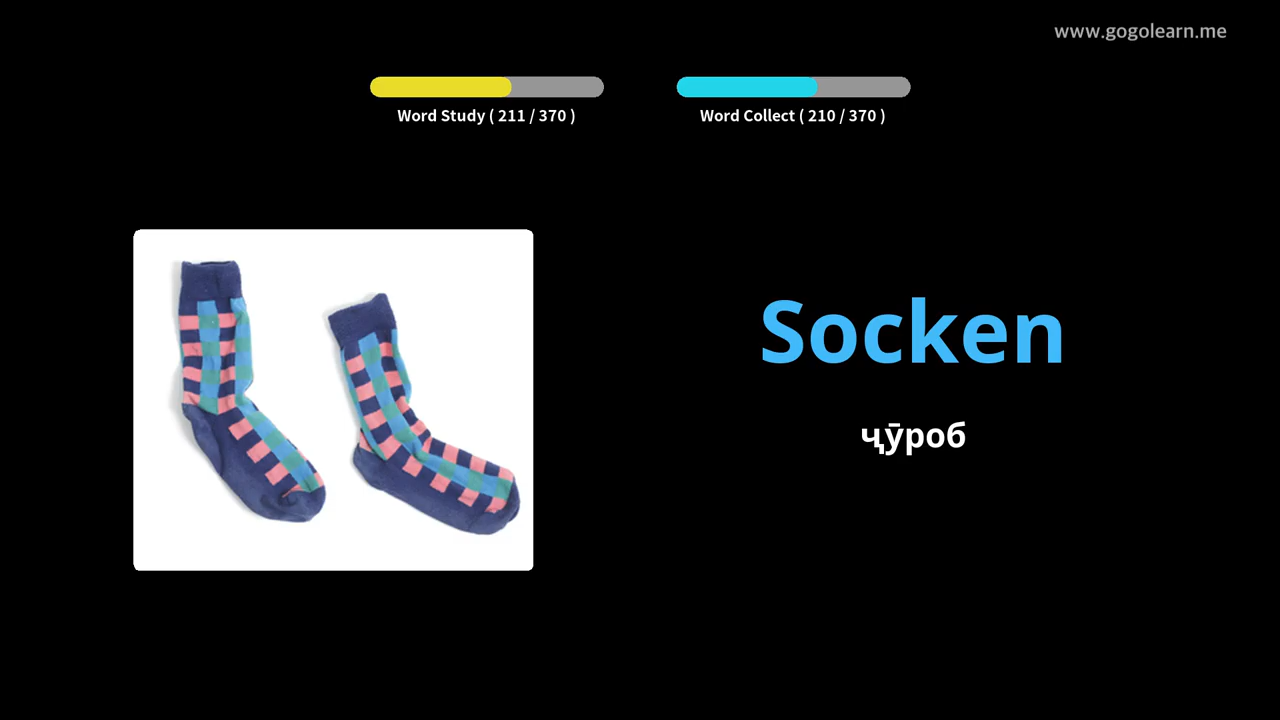 www.gogolearn.me
Word Study ( 211 / 370 )
Word Collect ( 210 / 370 )
Socken
ҷӯроб